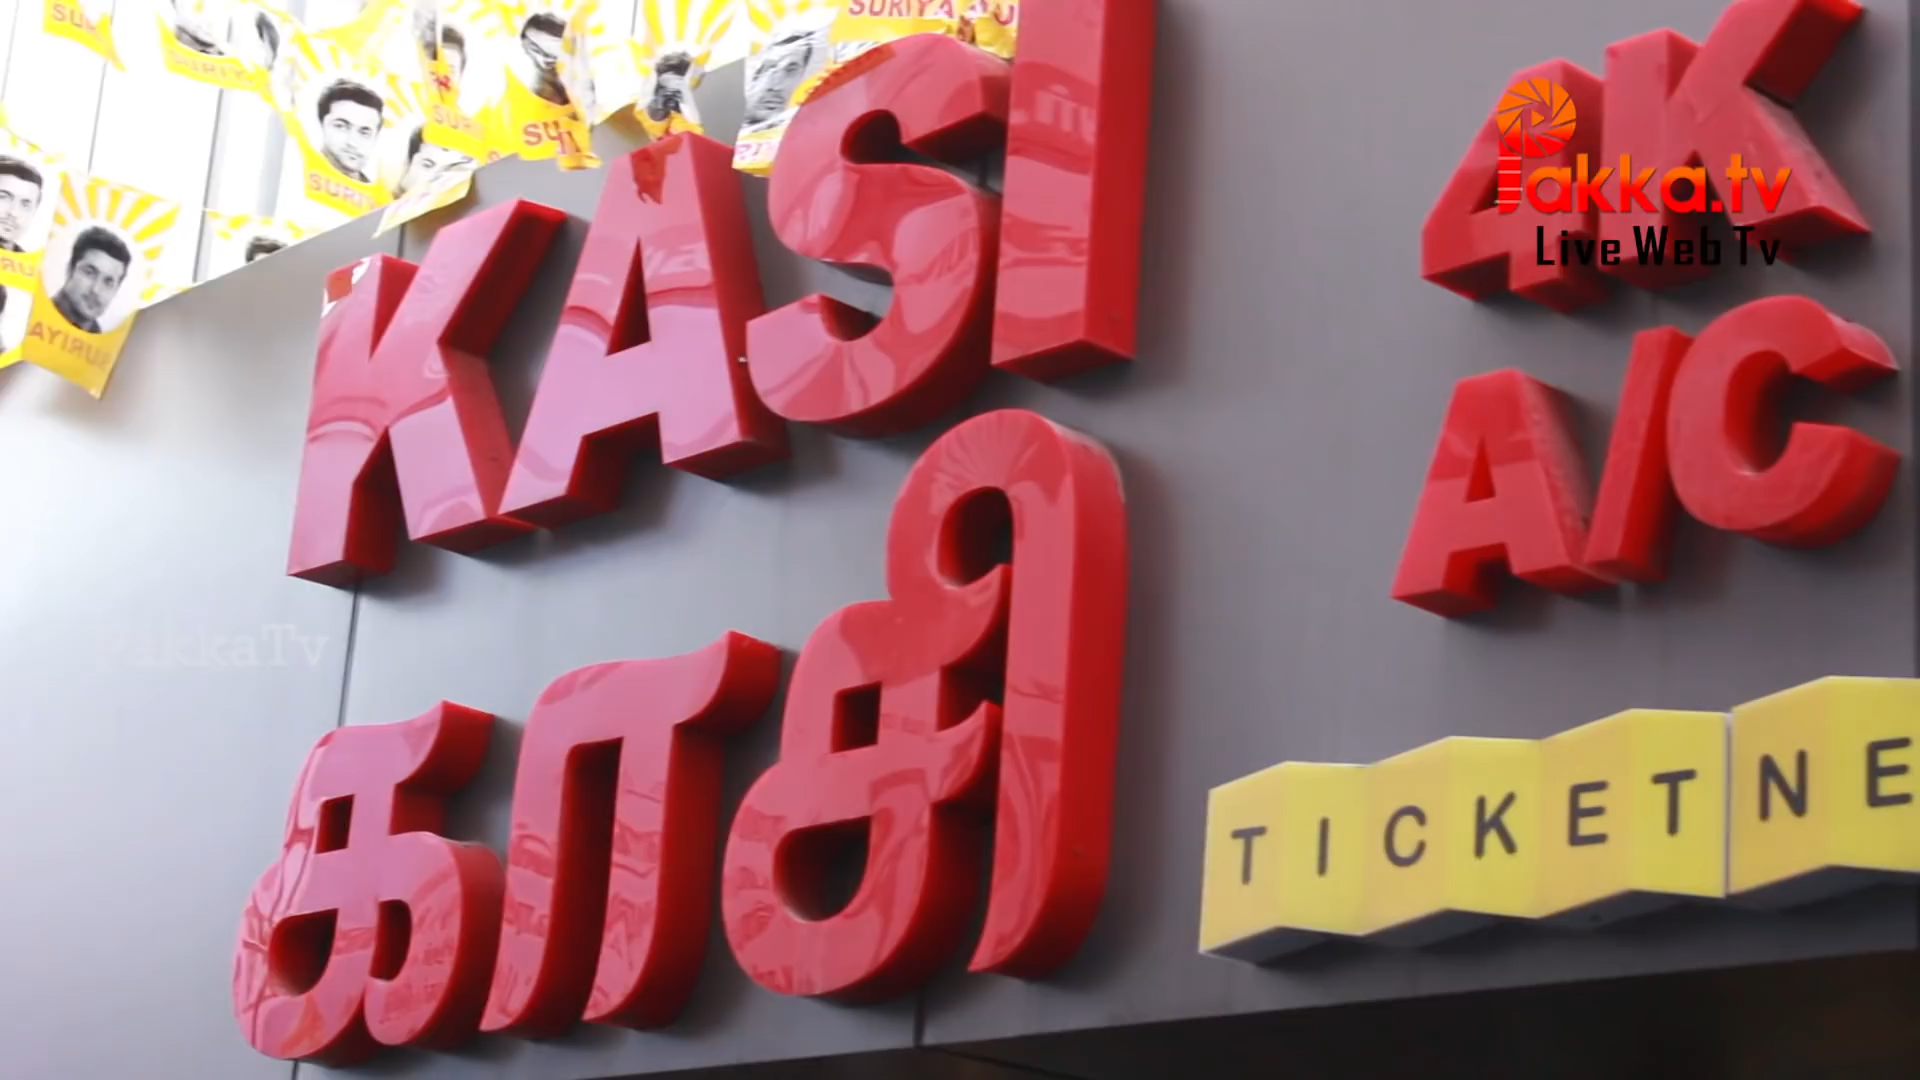 SURIYA
SURIYA
SURIYA
KASI
காசி
4K
A/C
TICKETNE
Pakka.tv
Live Web Tv
PakkaTv